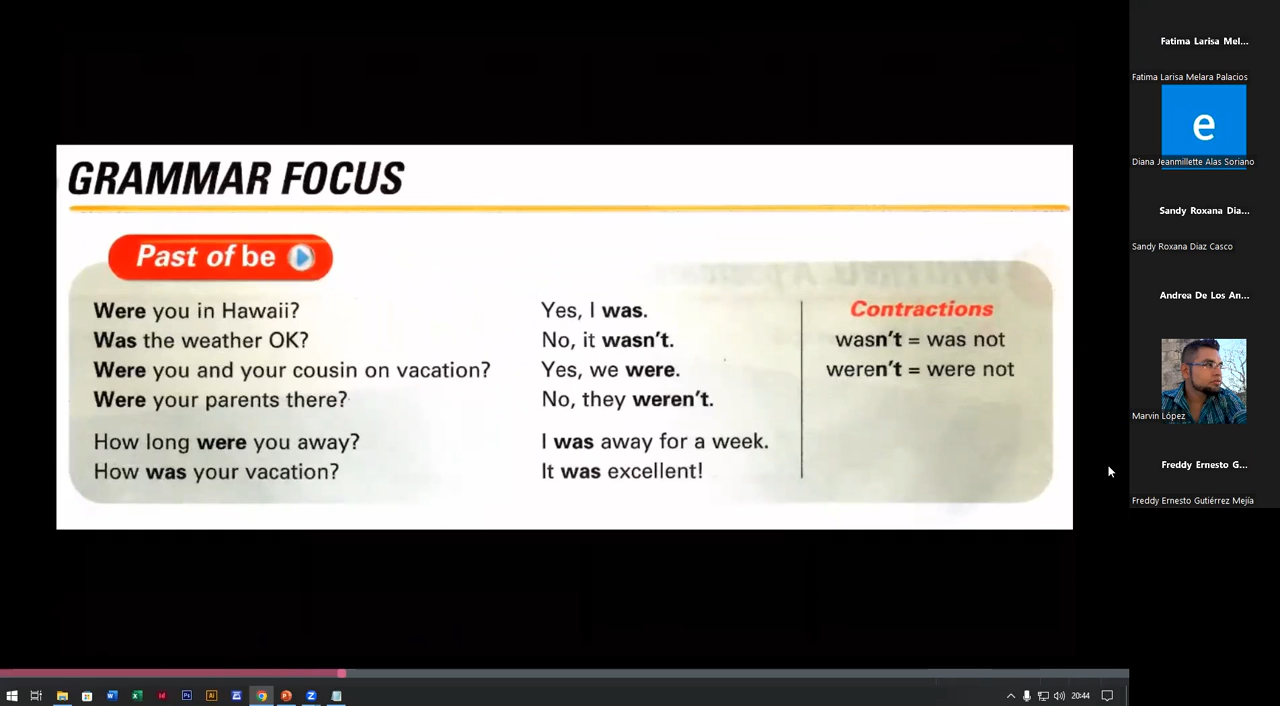 GRAMMAR FOCUS
Past of be
Were you in Hawaii? Yes, I was.
Was the weather OK? No, it wasn't.
Were you and your cousin on vacation? Yes, we were.
Were your parents there? No, they weren't.
How long were you away? I was away for a week.
How was your vacation? It was excellent!
Contractions
wasn't = was not
weren't = were not
Fatima Larisa Mel...
Fatima Larisa Melara Palacios
e
Diana Jeanmillette Alas Soriano
Sandy Roxana Dia...
Sandy Roxana Diaz Casco
Andrea De Los An...
Marvin López
Freddy Ernesto G...
Freddy Ernesto Gutiérrez Mejía
20:44